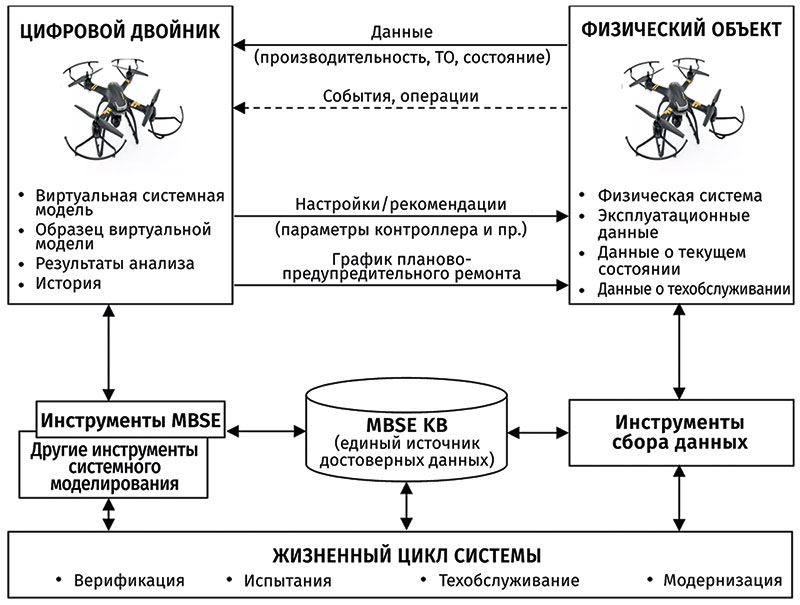 ЦИФРОВОЙ ДВОЙНИК
• Виртуальная системная
модель
• Образец виртуальной
модели
• Результаты анализа
• История
Данные
(производительность, ТО, состояние)
События, операции
Настройки/рекомендации
(параметры контроллера и пр.)
График планово-
предупредительного ремонта
ФИЗИЧЕСКИЙ ОБЪЕКТ
• Физическая система
• Эксплуатационные
данные
• Данные о текущем
состоянии
• Данные о техобслуживании
Инструменты MBSE
Другие инструменты
системного
моделирования
MBSE KB
(единый источник
достоверных данных)
Инструменты
сбора данных
ЖИЗНЕННЫЙ ЦИКЛ СИСТЕМЫ
• Верификация • Испытания • Техобслуживание • Модернизация